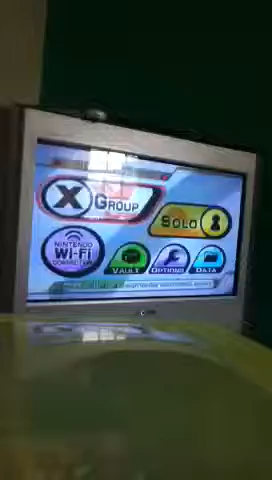 X GROUP
SOLO
NINTENDO
Wi-Fi
CONNECTION
VAULT
OPTIONS
DATA